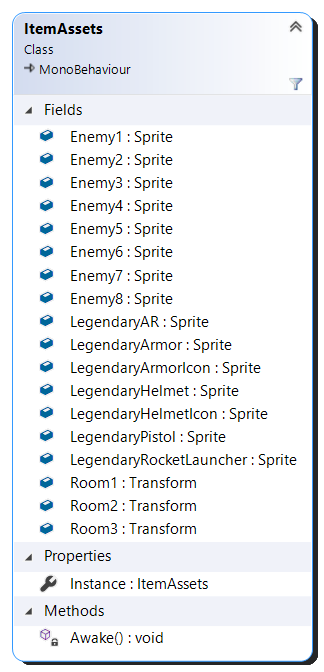 ItemAssets
Class
MonoBehaviour
Fields
Enemy1 : Sprite
Enemy2 : Sprite
Enemy3 : Sprite
Enemy4 : Sprite
Enemy5 : Sprite
Enemy6 : Sprite
Enemy7 : Sprite
Enemy8 : Sprite
LegendaryAR : Sprite
LegendaryArmor : Sprite
LegendaryArmorIcon : Sprite
LegendaryHelmet : Sprite
LegendaryHelmetIcon : Sprite
LegendaryPistol : Sprite
LegendaryRocketLauncher : Sprite
Room1 : Transform
Room2 : Transform
Room3 : Transform
Properties
Instance : ItemAssets
Methods
Awake() : void